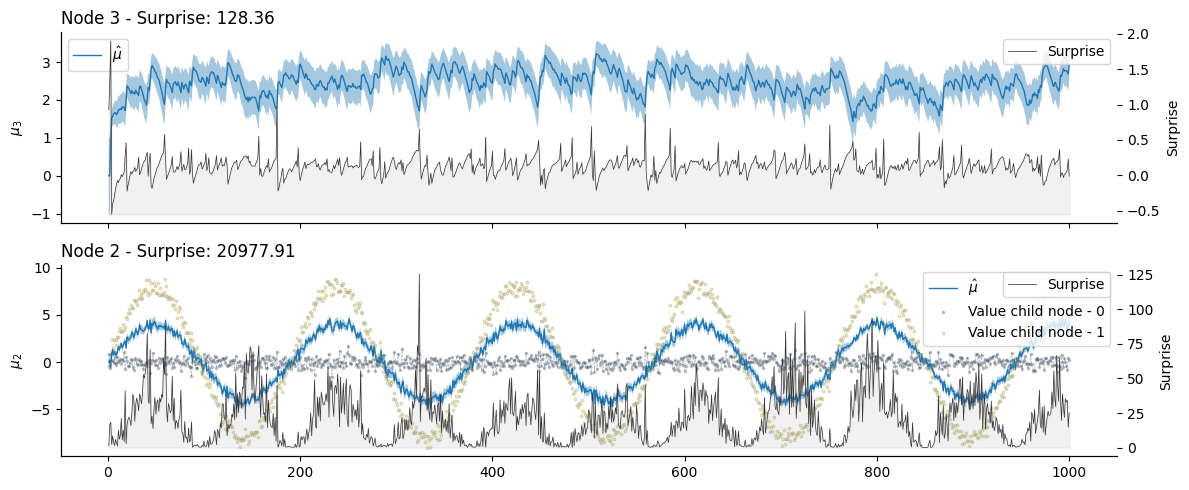 Node 3 - Surprise: 128.36
μ̂
Surprise
3
2
1
0
−1
μ3
2.0
1.5
1.0
0.5
0.0
−0.5
Surprise
Node 2 - Surprise: 20977.91
μ̂
Surprise
Value child node - 0
Value child node - 1
10
5
0
−5
μ2
125
100
75
50
25
0
Surprise
0 200 400 600 800 1000